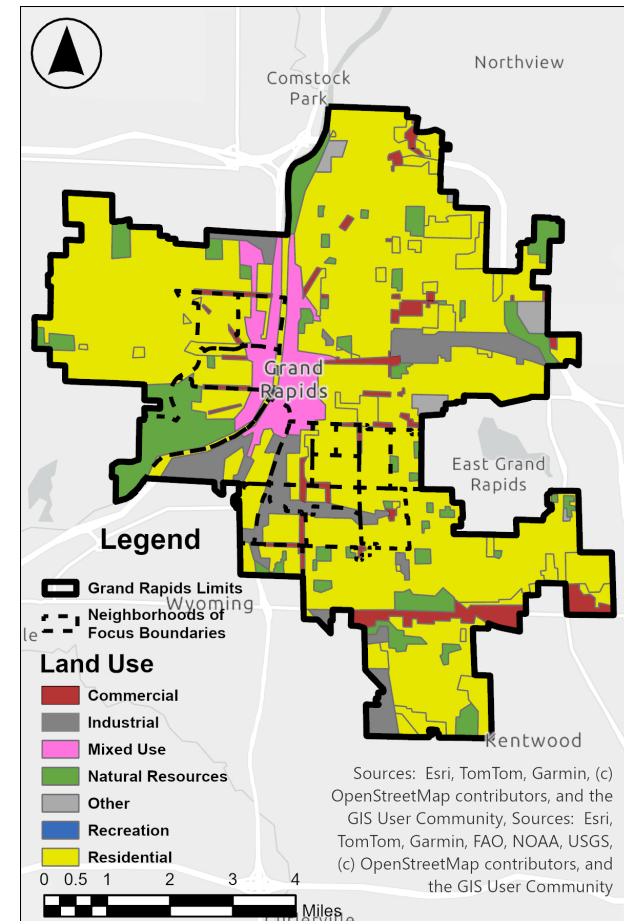 Northview
Comstock
Park
Grand
Rapids
East Grand
Rapids
Legend
Grand Rapids Limits
Wyoming
Neighborhoods of
Focus Boundaries
le
Land Use
Commercial
Industrial
Mixed Use
Natural Resources
Other
Recreation
Residential
Kentwood
Sources: Esri, TomTom, Garmin, (c)
OpenStreetMap contributors, and the
GIS User Community, Sources: Esri,
TomTom, Garmin, FAO, NOAA, USGS,
(c) OpenStreetMap contributors, and
the GIS User Community
0 0.5 1 2 3 4
Miles